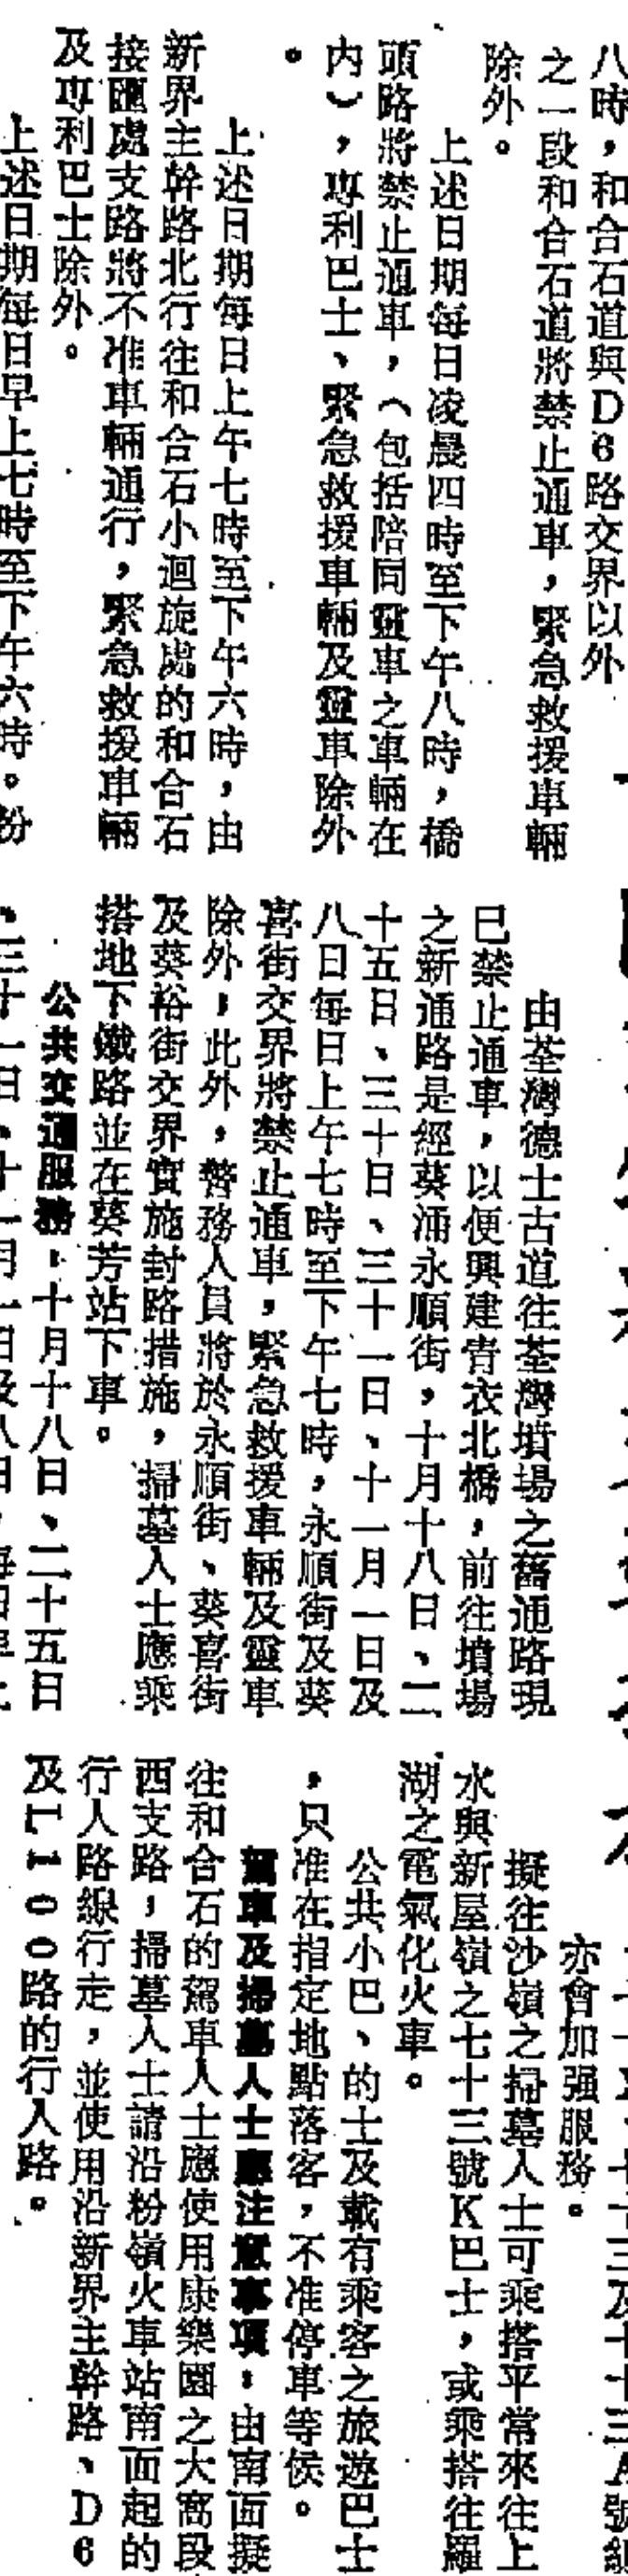 八時，和合石道與D6路交界以外
之一段和合石道將禁止通車，緊急救援車輛
除外。
上述日期每日凌晨四時至下午八時，橋
頭路將禁止通車，（包括陪同靈車之車輛在
内），專利巴士、緊急救援車輛及靈車除外
。
上述日期每日上午七時至下午六時，由
新界主幹路北行往和合石小迴旋處的和合石
接匯處支路將不准車輛通行，緊急救援車輛
及專利巴士除外。
上述日期每日早上七時至下午六時。粉
由荃灣德士古道往荃灣墳場之舊通路現
已禁止通車，以便興建青衣北橋，前往墳場
之新通路是經葵涌永順街，十月十八日、二
十五日、三十日、三十一日、十一月一日及
八日每日上午七時至下午七時，永順街及葵
喜街交界將禁止通車，緊急救援車輛及靈車
除外，此外，警務人員將於永順街、葵喜街
及葵裕街交界實施封路措施，掃墓人士應乘
搭地下鐵路並在葵芳站下車。
公共交通服務，十月十八日、二十五日
、三十一日、十一月一日及八日，每日早上
亦會加强服務。
擬往沙嶺之掃墓人士可乘搭平常來往上
水與新屋嶺之七十三號K巴士，或乘搭往羅
湖之電氣化火車。
公共小巴、的士及載有乘客之旅遊巴士
，只准在指定地點落客，不准停車等候。
駕車及掃墓人士應注意事項，由南面擬
往和合石的駕車人士應使用康樂園之大窩段
西支路，掃墓人士請沿粉嶺火車站南面起的
行人路線行走，並使用沿新界主幹路、D6
及L100路的行人路。